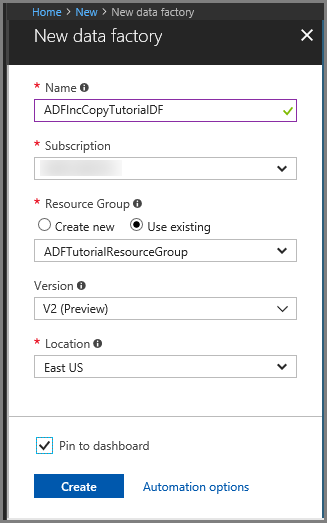 Home > New > New data factory
New data factory
* Name
ADFIncCopyTutorialDF
* Subscription
* Resource Group
Create new Use existing
ADFTutorialResourceGroup
Version
V2 (Preview)
* Location
East US
Pin to dashboard
Create Automation options